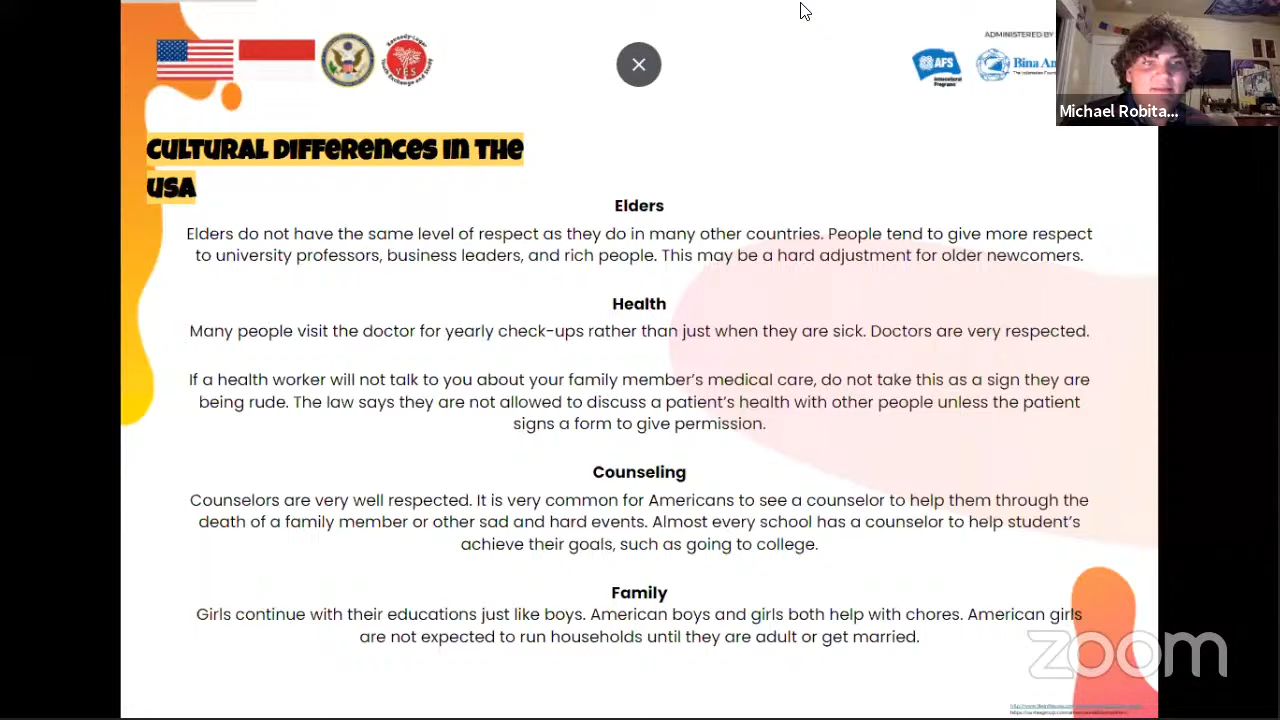 ADMINISTERED BY
YES
AFS
Bina An
Michael Robita...
CULTURAL DIFFERENCES IN THE
USA
Elders
Elders do not have the same level of respect as they do in many other countries. People tend to give more respect
to university professors, business leaders, and rich people. This may be a hard adjustment for older newcomers.
Health
Many people visit the doctor for yearly check-ups rather than just when they are sick. Doctors are very respected.
If a health worker will not talk to you about your family member’s medical care, do not take this as a sign they are
being rude. The law says they are not allowed to discuss a patient’s health with other people unless the patient
signs a form to give permission.
Counseling
Counselors are very well respected. It is very common for Americans to see a counselor to help them through the
death of a family member or other sad and hard events. Almost every school has a counselor to help student’s
achieve their goals, such as going to college.
Family
Girls continue with their educations just like boys. American boys and girls both help with chores. American girls
are not expected to run households until they are adult or get married.
zoom